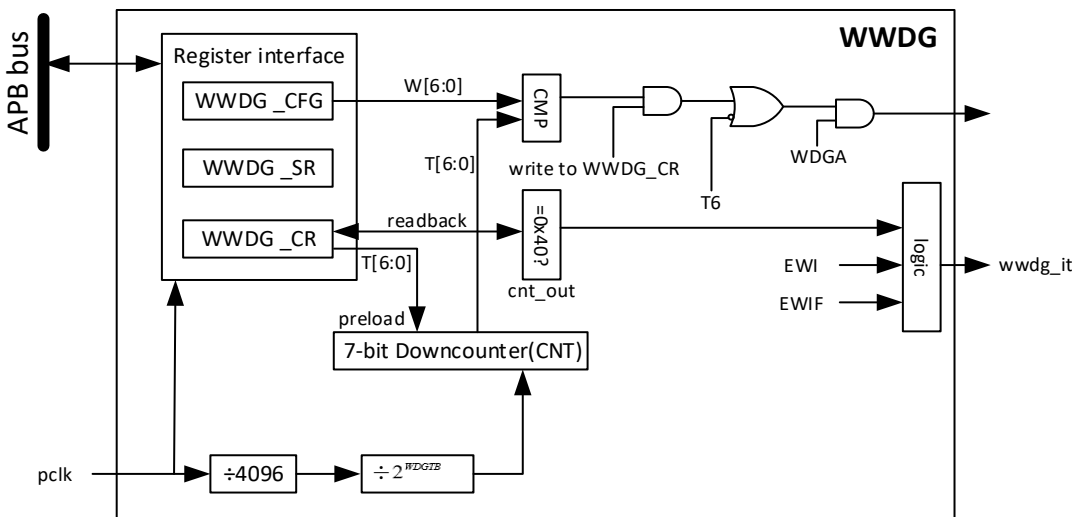 WWDG
APB bus
Register interface
WWDG _CFG
W[6:0]
CMP
write to WWDG_CR
WDGA
T6
WWDG _SR
T[6:0]
WWDG _CR
readback
=0x40?
cnt_out
T[6:0]
preload
7-bit Downcounter(CNT)
EWI
EWIF
logic
wwdg_it
pclk
÷4096
÷ 2^WDGTB